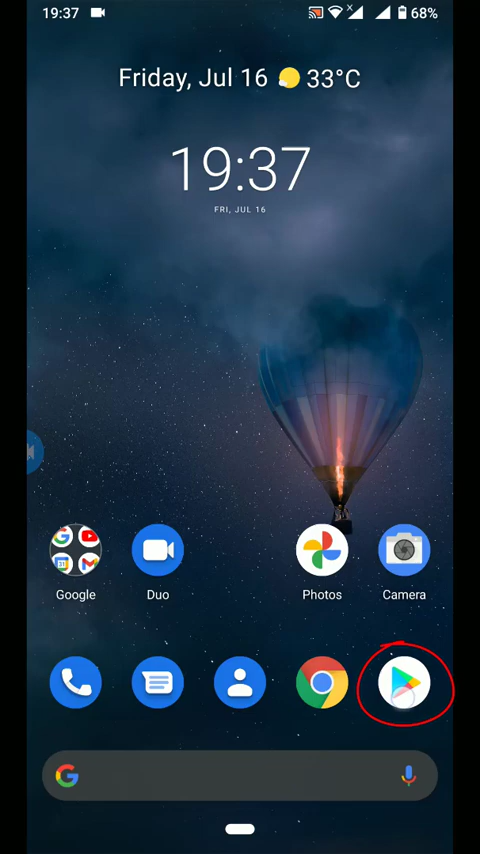 19:37
68%
Friday, Jul 16 33°C
19:37
FRI, JUL 16
Google
Duo
Photos
Camera